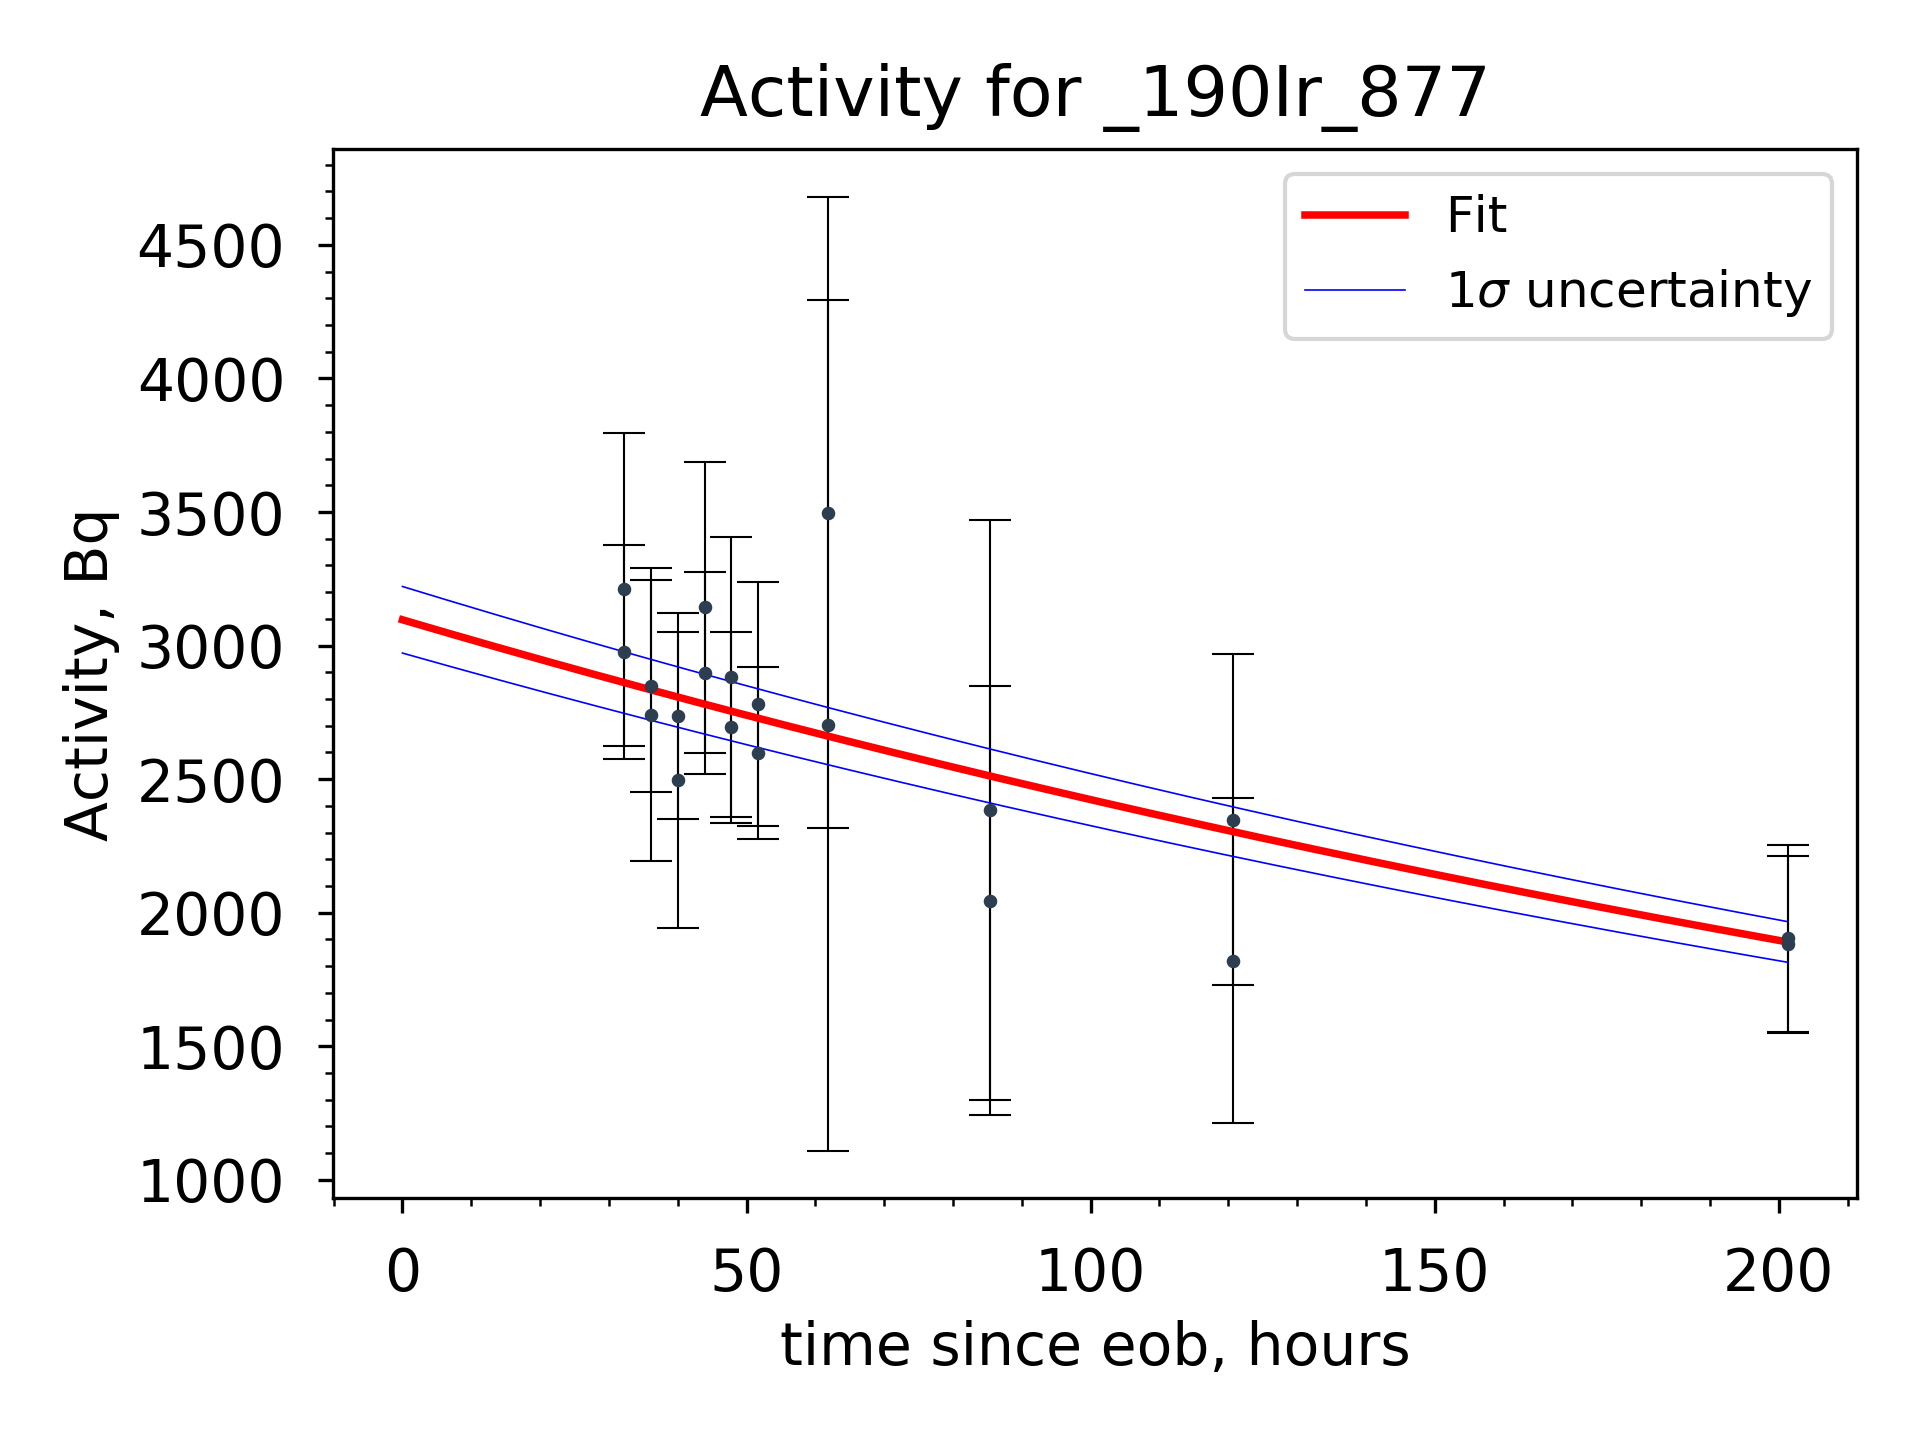 Activity for _190Ir_877
Fit
1σ uncertainty
Activity, Bq
4500
4000
3500
3000
2500
2000
1500
1000
0 50 100 150 200
time since eob, hours